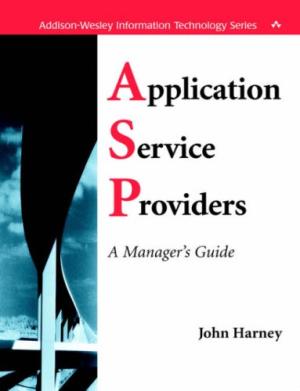 Addison-Wesley Information Technology Series
Application
Service
Providers
A Manager's Guide
John Harney